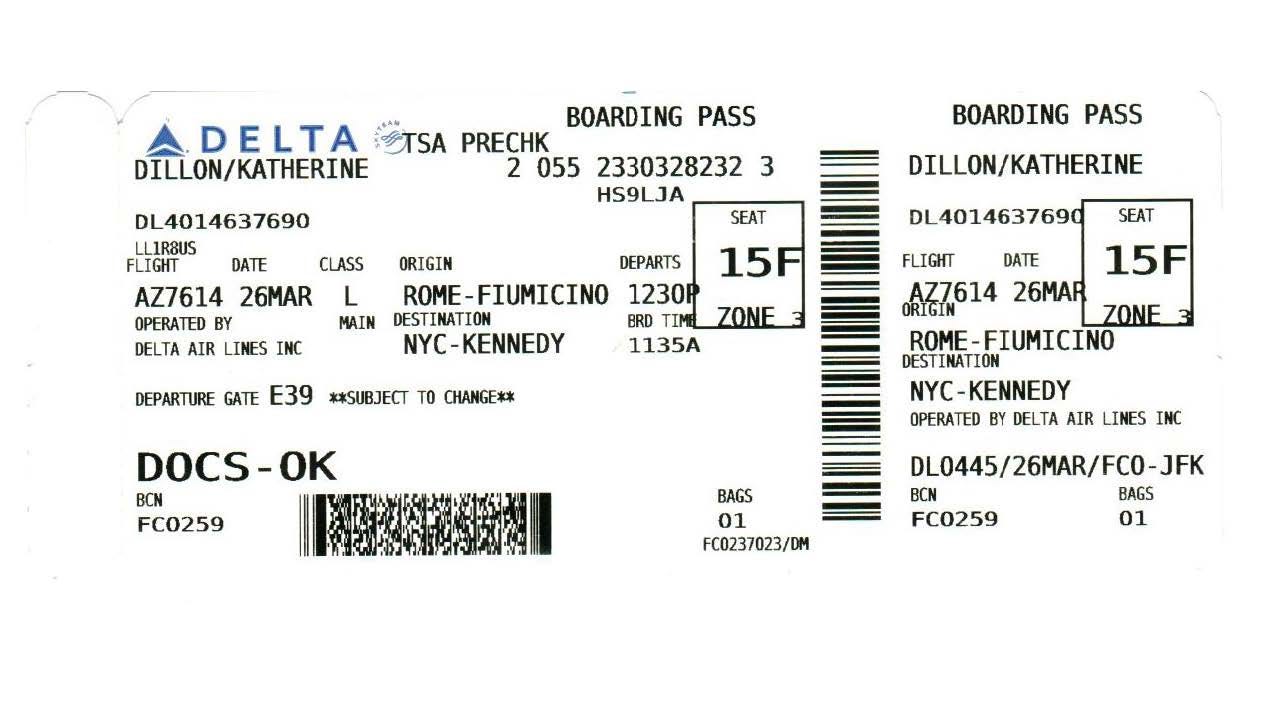 BOARDING PASS
DELTA SKYTEAM TSA PRECHK
DILLON/KATHERINE 2 055 2330328232 3
HS9LJA
DL4014637690 SEAT
LL1R8US 15F
FLIGHT DATE CLASS ORIGIN DEPARTS
AZ7614 26MAR L ROME-FIUMICINO 1230P
OPERATED BY MAIN DESTINATION BRD TIME ZONE 3
DELTA AIR LINES INC NYC-KENNEDY 1135A
DEPARTURE GATE E39 **SUBJECT TO CHANGE**
DOCS-OK
BCN BAGS
FC0259 01
FC0237023/DM
BOARDING PASS
DILLON/KATHERINE
DL4014637690 SEAT
FLIGHT DATE 15F
AZ7614 26MAR
ORIGIN ZONE 3
ROME-FIUMICINO
DESTINATION
NYC-KENNEDY
OPERATED BY DELTA AIR LINES INC
DL0445/26MAR/FCO-JFK
BCN BAGS
FC0259 01